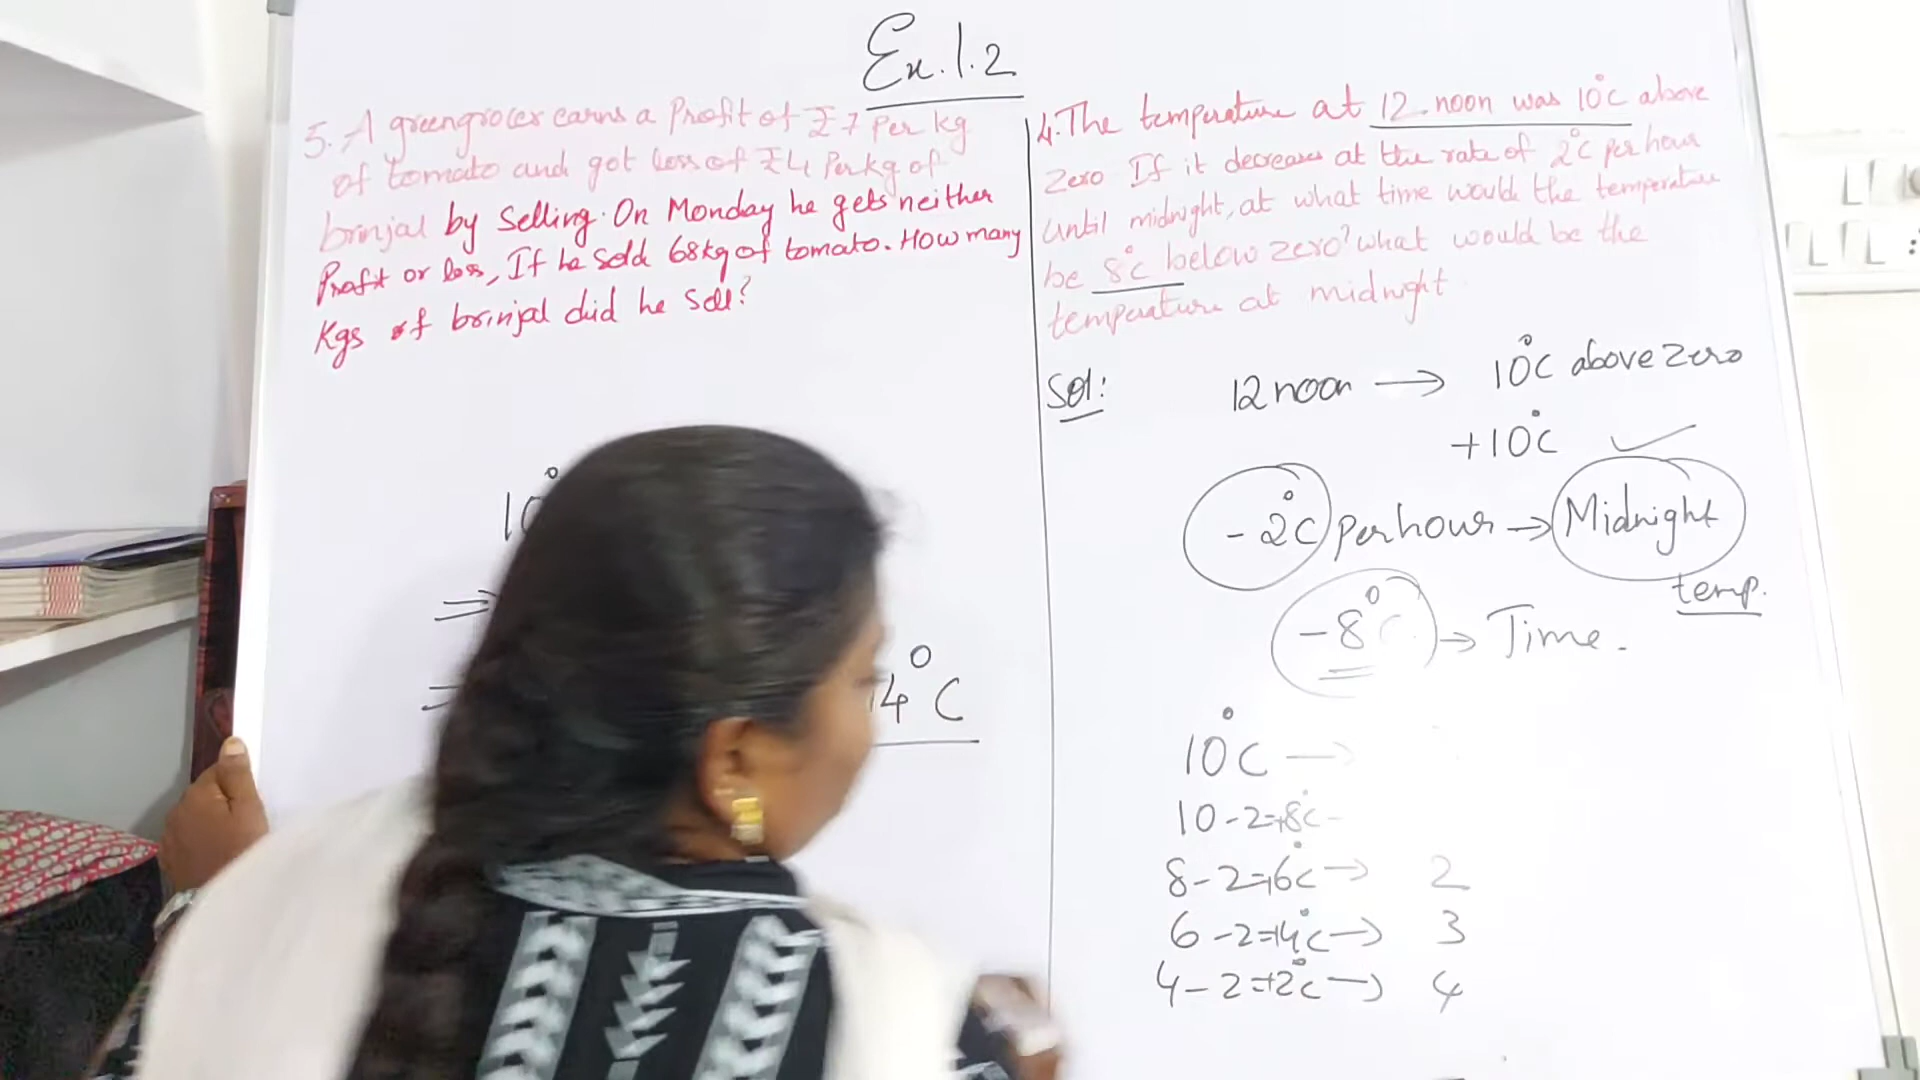 Ex.1.2
5. A greengrocer earns a Profit of ₹7 Per kg
of tomato and got loss of ₹4 Per kg of
brinjal by Selling. On Monday he gets neither
Profit or loss, If he Sold 68kg of tomato. How many
Kgs of brinjal did he sell?
10°
⇒
=
14°C
4. The temperature at 12.noon was 10°C above
Zero If it decreases at the rate of 2°C per hour
Until midnight, at what time would the temperature
be 8°C below zero? what would be the
temperature at midnight
Sol:
12 noon → 10°C above Zero
+10°C ✓
-2°C Per hour → Midnight
temp.
-8°C → Time.
10°C →
10-2=+8°C-
8-2=+6°C → 2
6-2=+4°C → 3
4-2=+2°C → 4